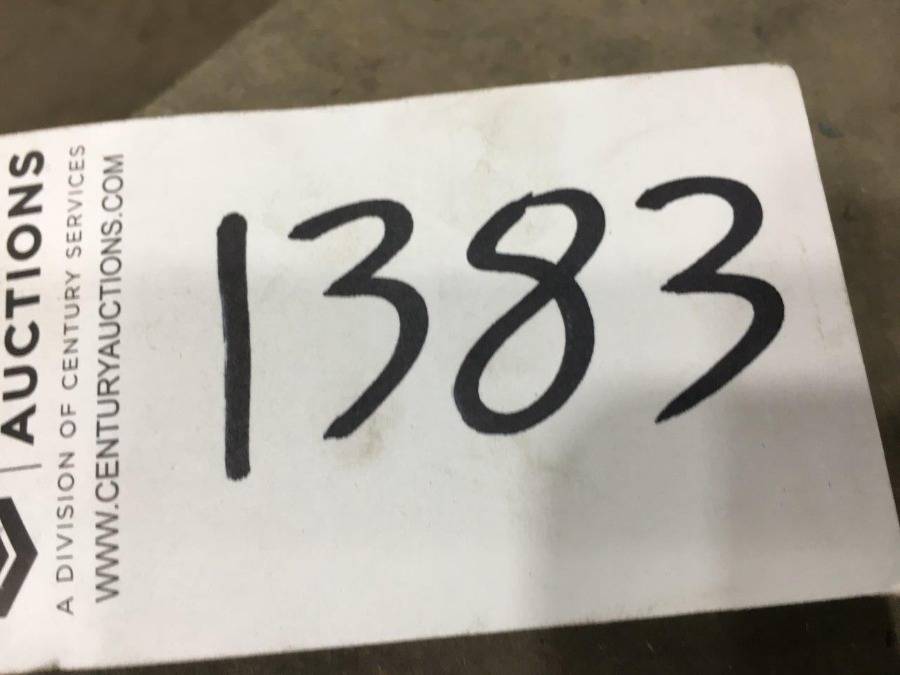 | AUCTIONS
A DIVISION OF CENTURY SERVICES
WWW.CENTURYAUCTIONS.COM
1383